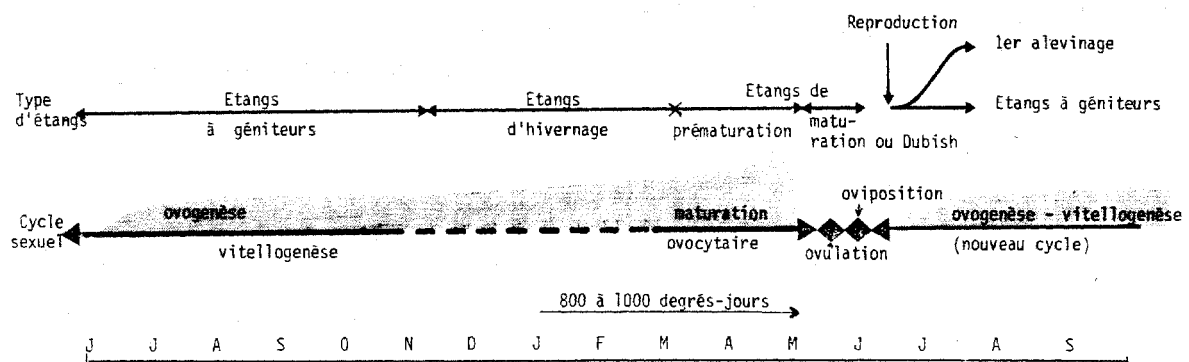 Reproduction
1er alevinage
Type d'étangs
Etangs à géniteurs
Etangs d'hivernage
Etangs de
prématuration
matu-
ration ou Dubish
Etangs à géniteurs
oviposition
Cycle sexuel
ovogenèse
vitellogenèse
maturation
ovocytaire
ovulation
ovogenèse - vitellogenèse
(nouveau cycle)
800 à 1000 degrés-jours
J J A S O N D J F M A M J J A S